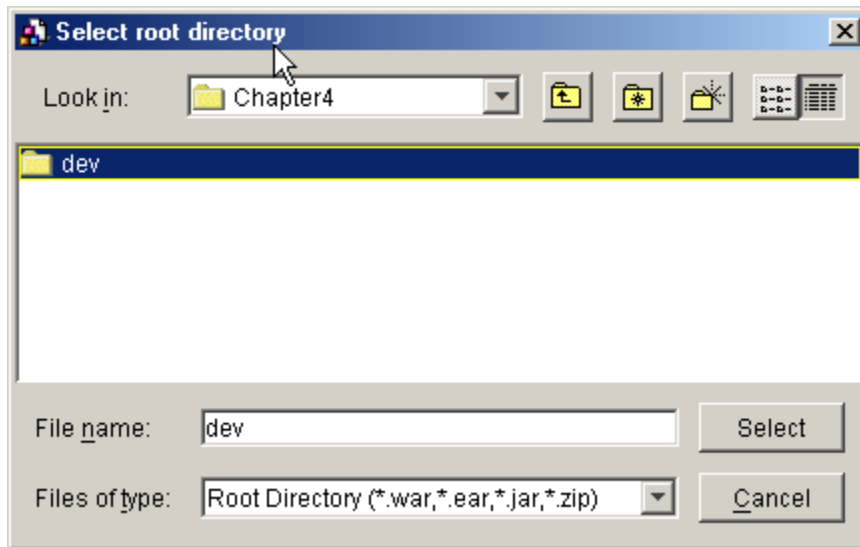 Select root directory
Look in: Chapter4
dev
File name: dev Select
Files of type: Root Directory (*.war,*.ear,*.jar,*.zip) Cancel